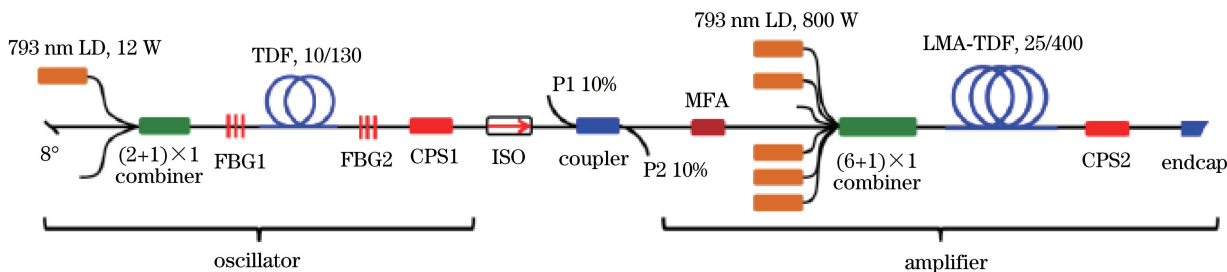 793 nm LD, 12 W
TDF, 10/130
793 nm LD, 800 W
LMA-TDF, 25/400
P1 10%
MFA
8°
(2+1)×1
combiner
FBG1
FBG2
CPS1
ISO
coupler
P2 10%
(6+1)×1
combiner
CPS2
endcap
oscillator
amplifier